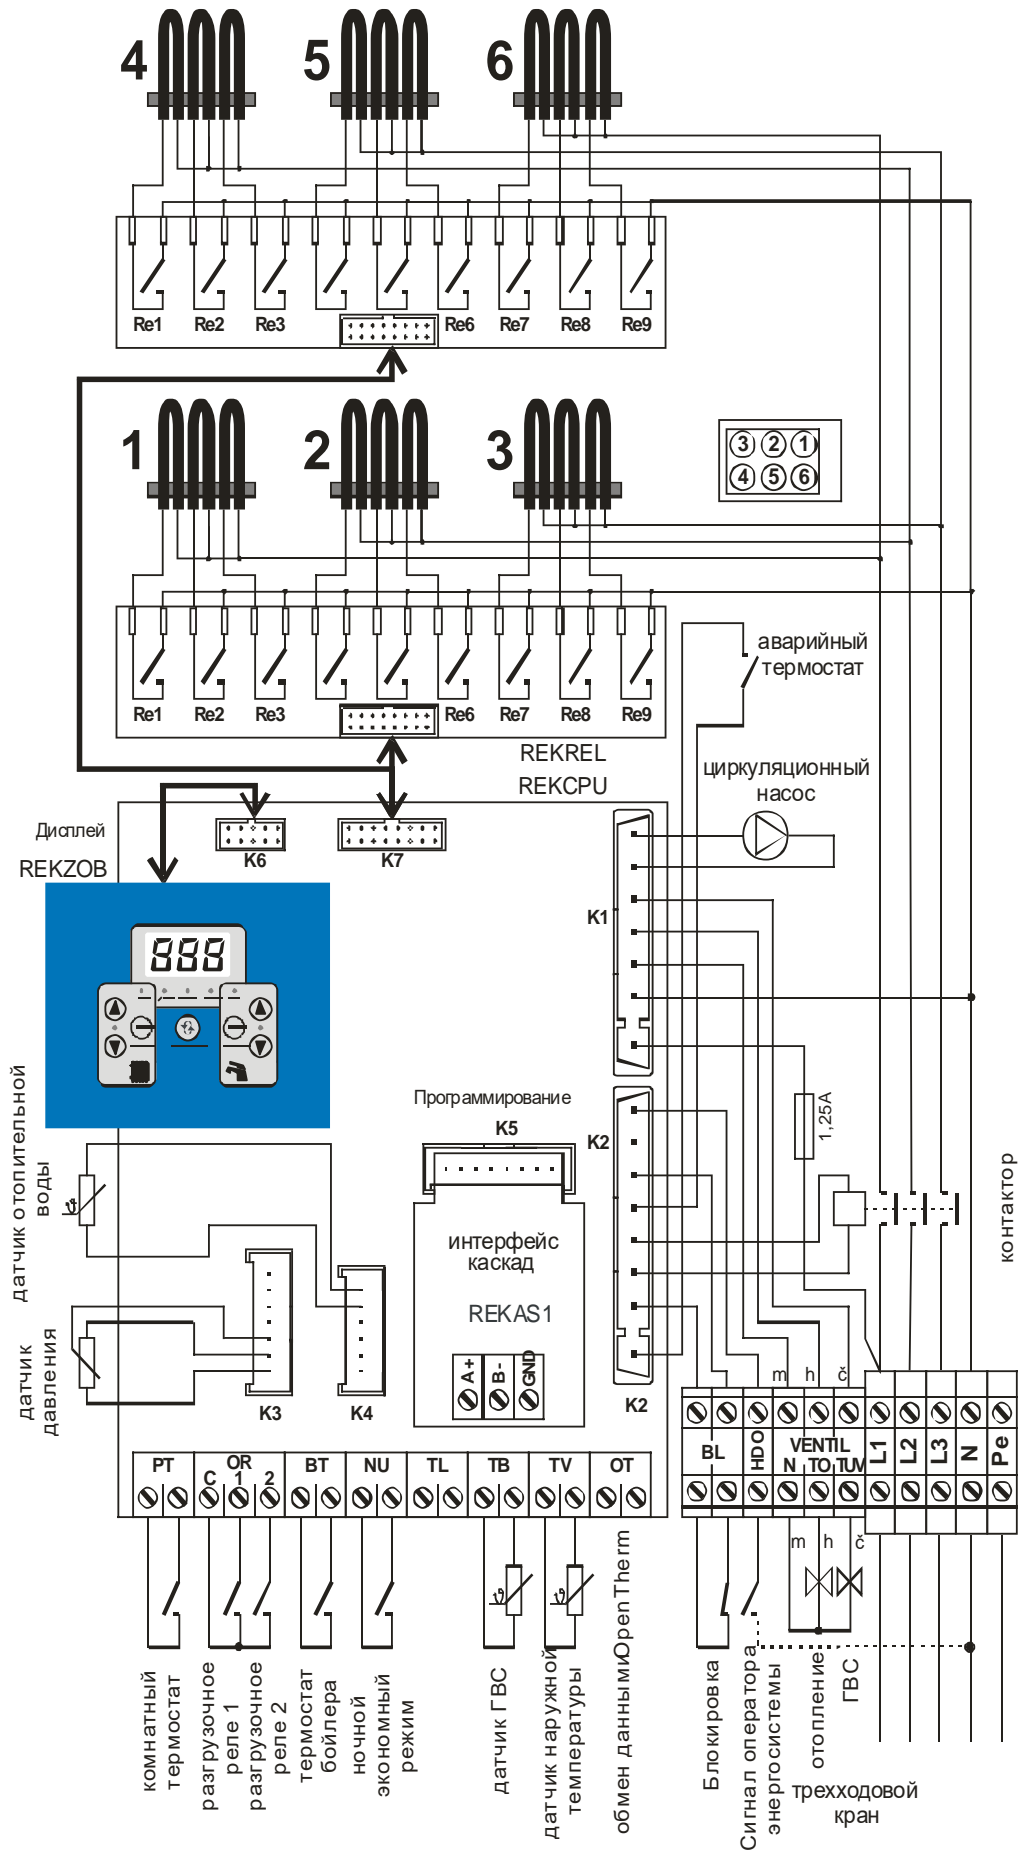 4 5 6
Re1 Re2 Re3 Re6 Re7 Re8 Re9
1 2 3
3 2 1
4 5 6
Re1 Re2 Re3 Re6 Re7 Re8 Re9
аварийный
термостат
REKREL
REKCPU
циркуляционный
насос
Дисплей
REKZOB
K6
K7
K1
888
датчик отопительной
воды
Программирование
K5
K2
1,25A
контактор
интерфейс
каскад
REKAS1
A+ B- GND
датчик
давления
K3
K4
K2
m h č
PT OR BT NU TL TB TV OT
C 1 2
BL HDO VENTIL L1 L2 L3 N Pe
N TO TUV
m h č
комнатный
термостат
разгрузочное
реле 1
разгрузочное
реле 2
термостат
бойлера
ночной
экономный
режим
датчик ГВС
датчик наружной
температуры
обмен даннымиOpenTherm
Блокировка
Сигнал оператора
энергосистемы
отопление
ГВС
трехходовой
кран